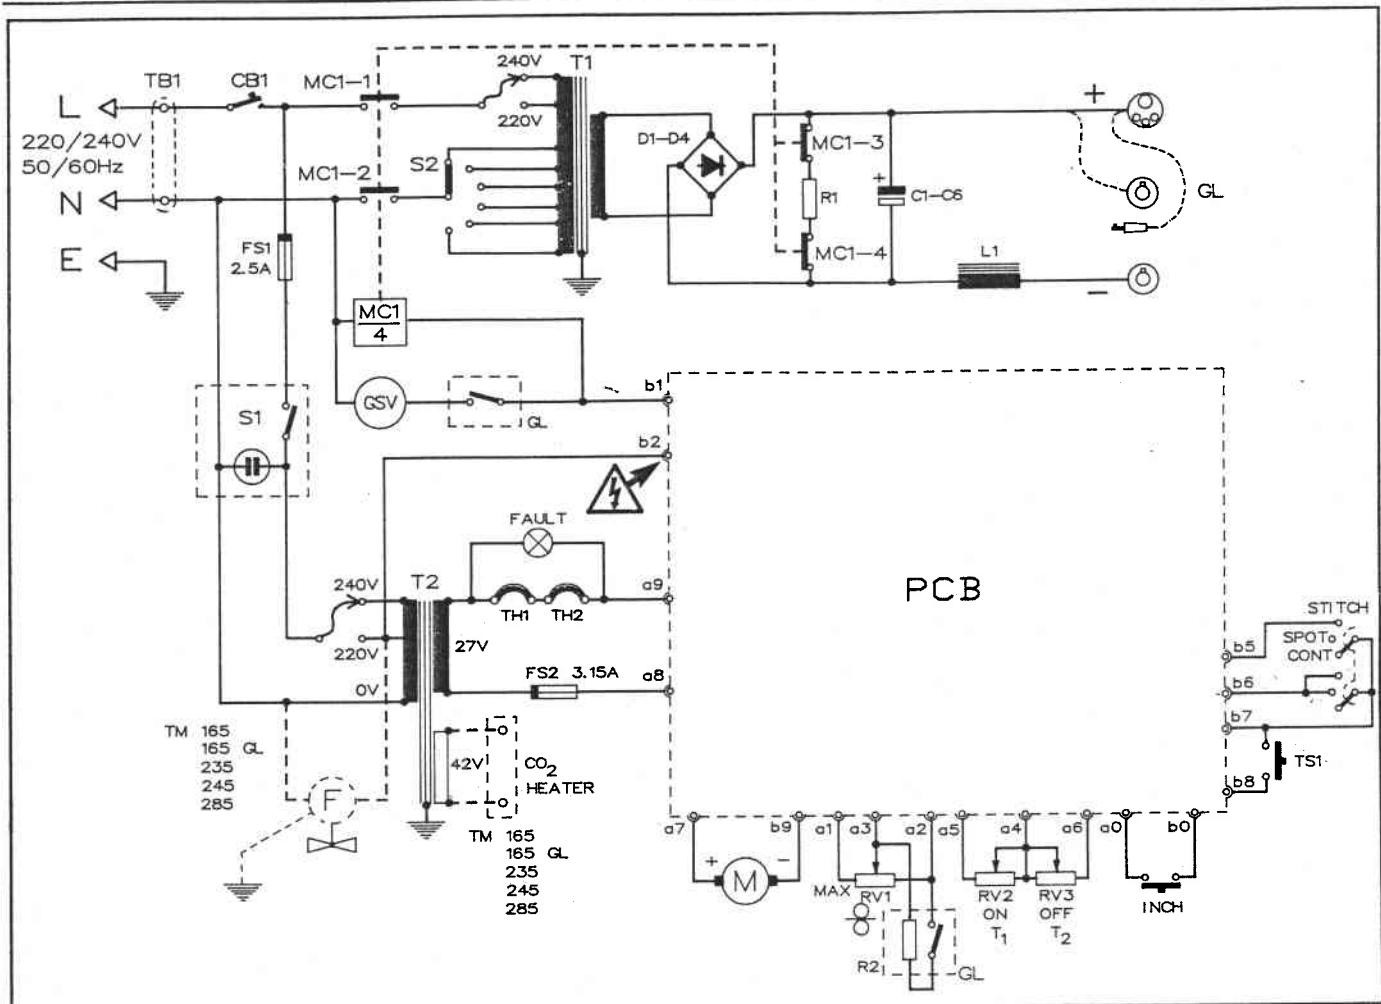 TB1
CB1
MC1-1
240V
T1
+
L
220/240V
50/60Hz
220V
D1-D4
MC1-3
MC1-2
S2
+
R1
C1-C6
GL
N
FS1
2.5A
MC1-4
L1
E
−
MC1
4
b1
S1
GSV
GL
b2
FAULT
PCB
240V
T2
a9
TH1
TH2
STITCH
SPOT
CONT
b5
220V
27V
FS2 3.15A
a8
b6
0V
b7
TM 165
165 GL
235
245
285
42V
CO2
HEATER
TS1
b8
F
TM 165
165 GL
235
245
285
a7
b9
a1
a3
a2
a5
a4
a6
a0
b0
+
−
M
MAX
RV1
RV2
ON
T1
RV3
OFF
T2
INCH
R2
GL